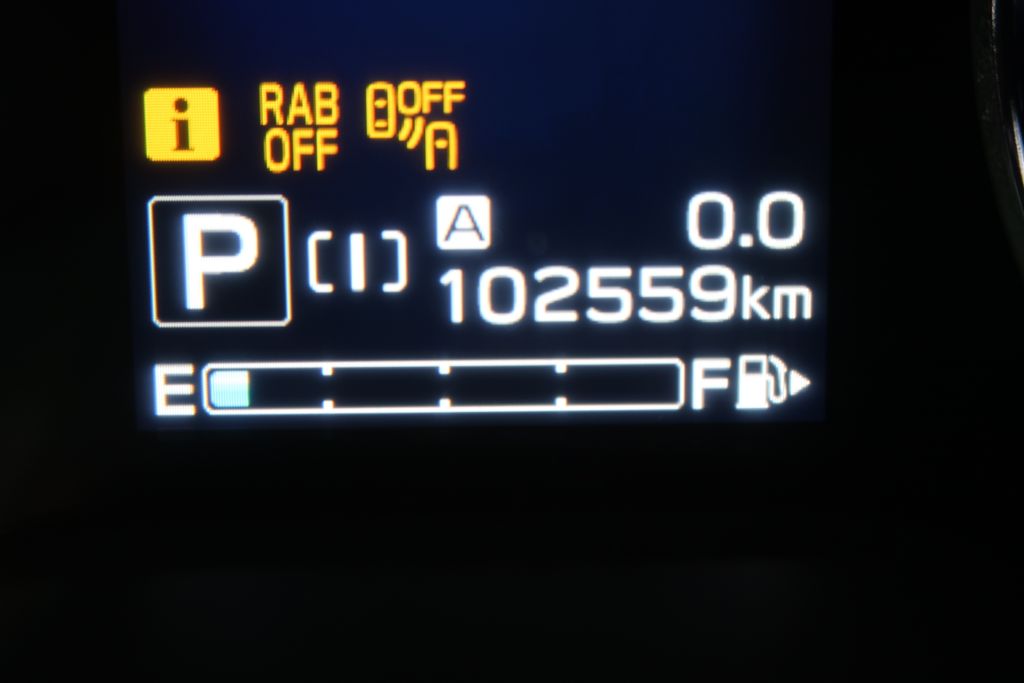 i RAB OFF OFF
P [I] A 0.0
102559km
E F